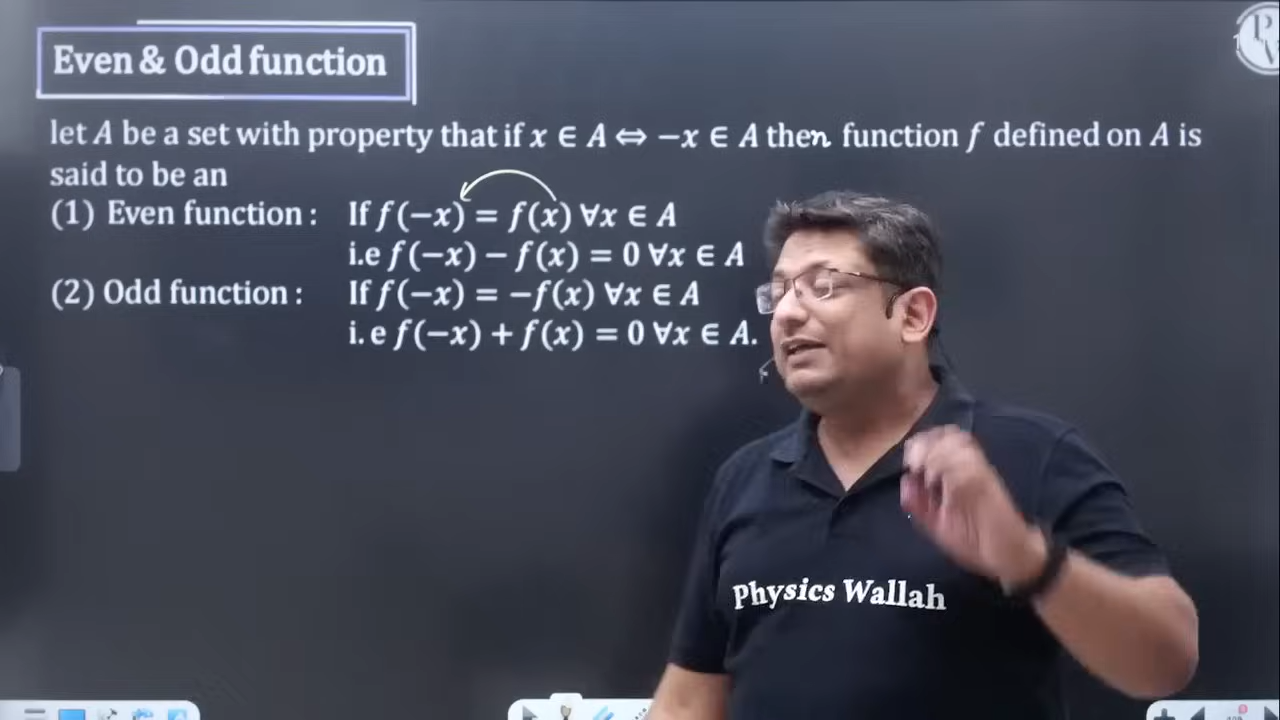 Even & Odd function
let A be a set with property that if x ∈ A ⇔ −x ∈ A then function f defined on A is
said to be an
(1) Even function : If f(−x) = f(x) ∀x ∈ A
i.e f(−x) − f(x) = 0 ∀x ∈ A
(2) Odd function : If f(−x) = −f(x) ∀x ∈ A
i.e f(−x) + f(x) = 0 ∀x ∈ A.
Physics Wallah